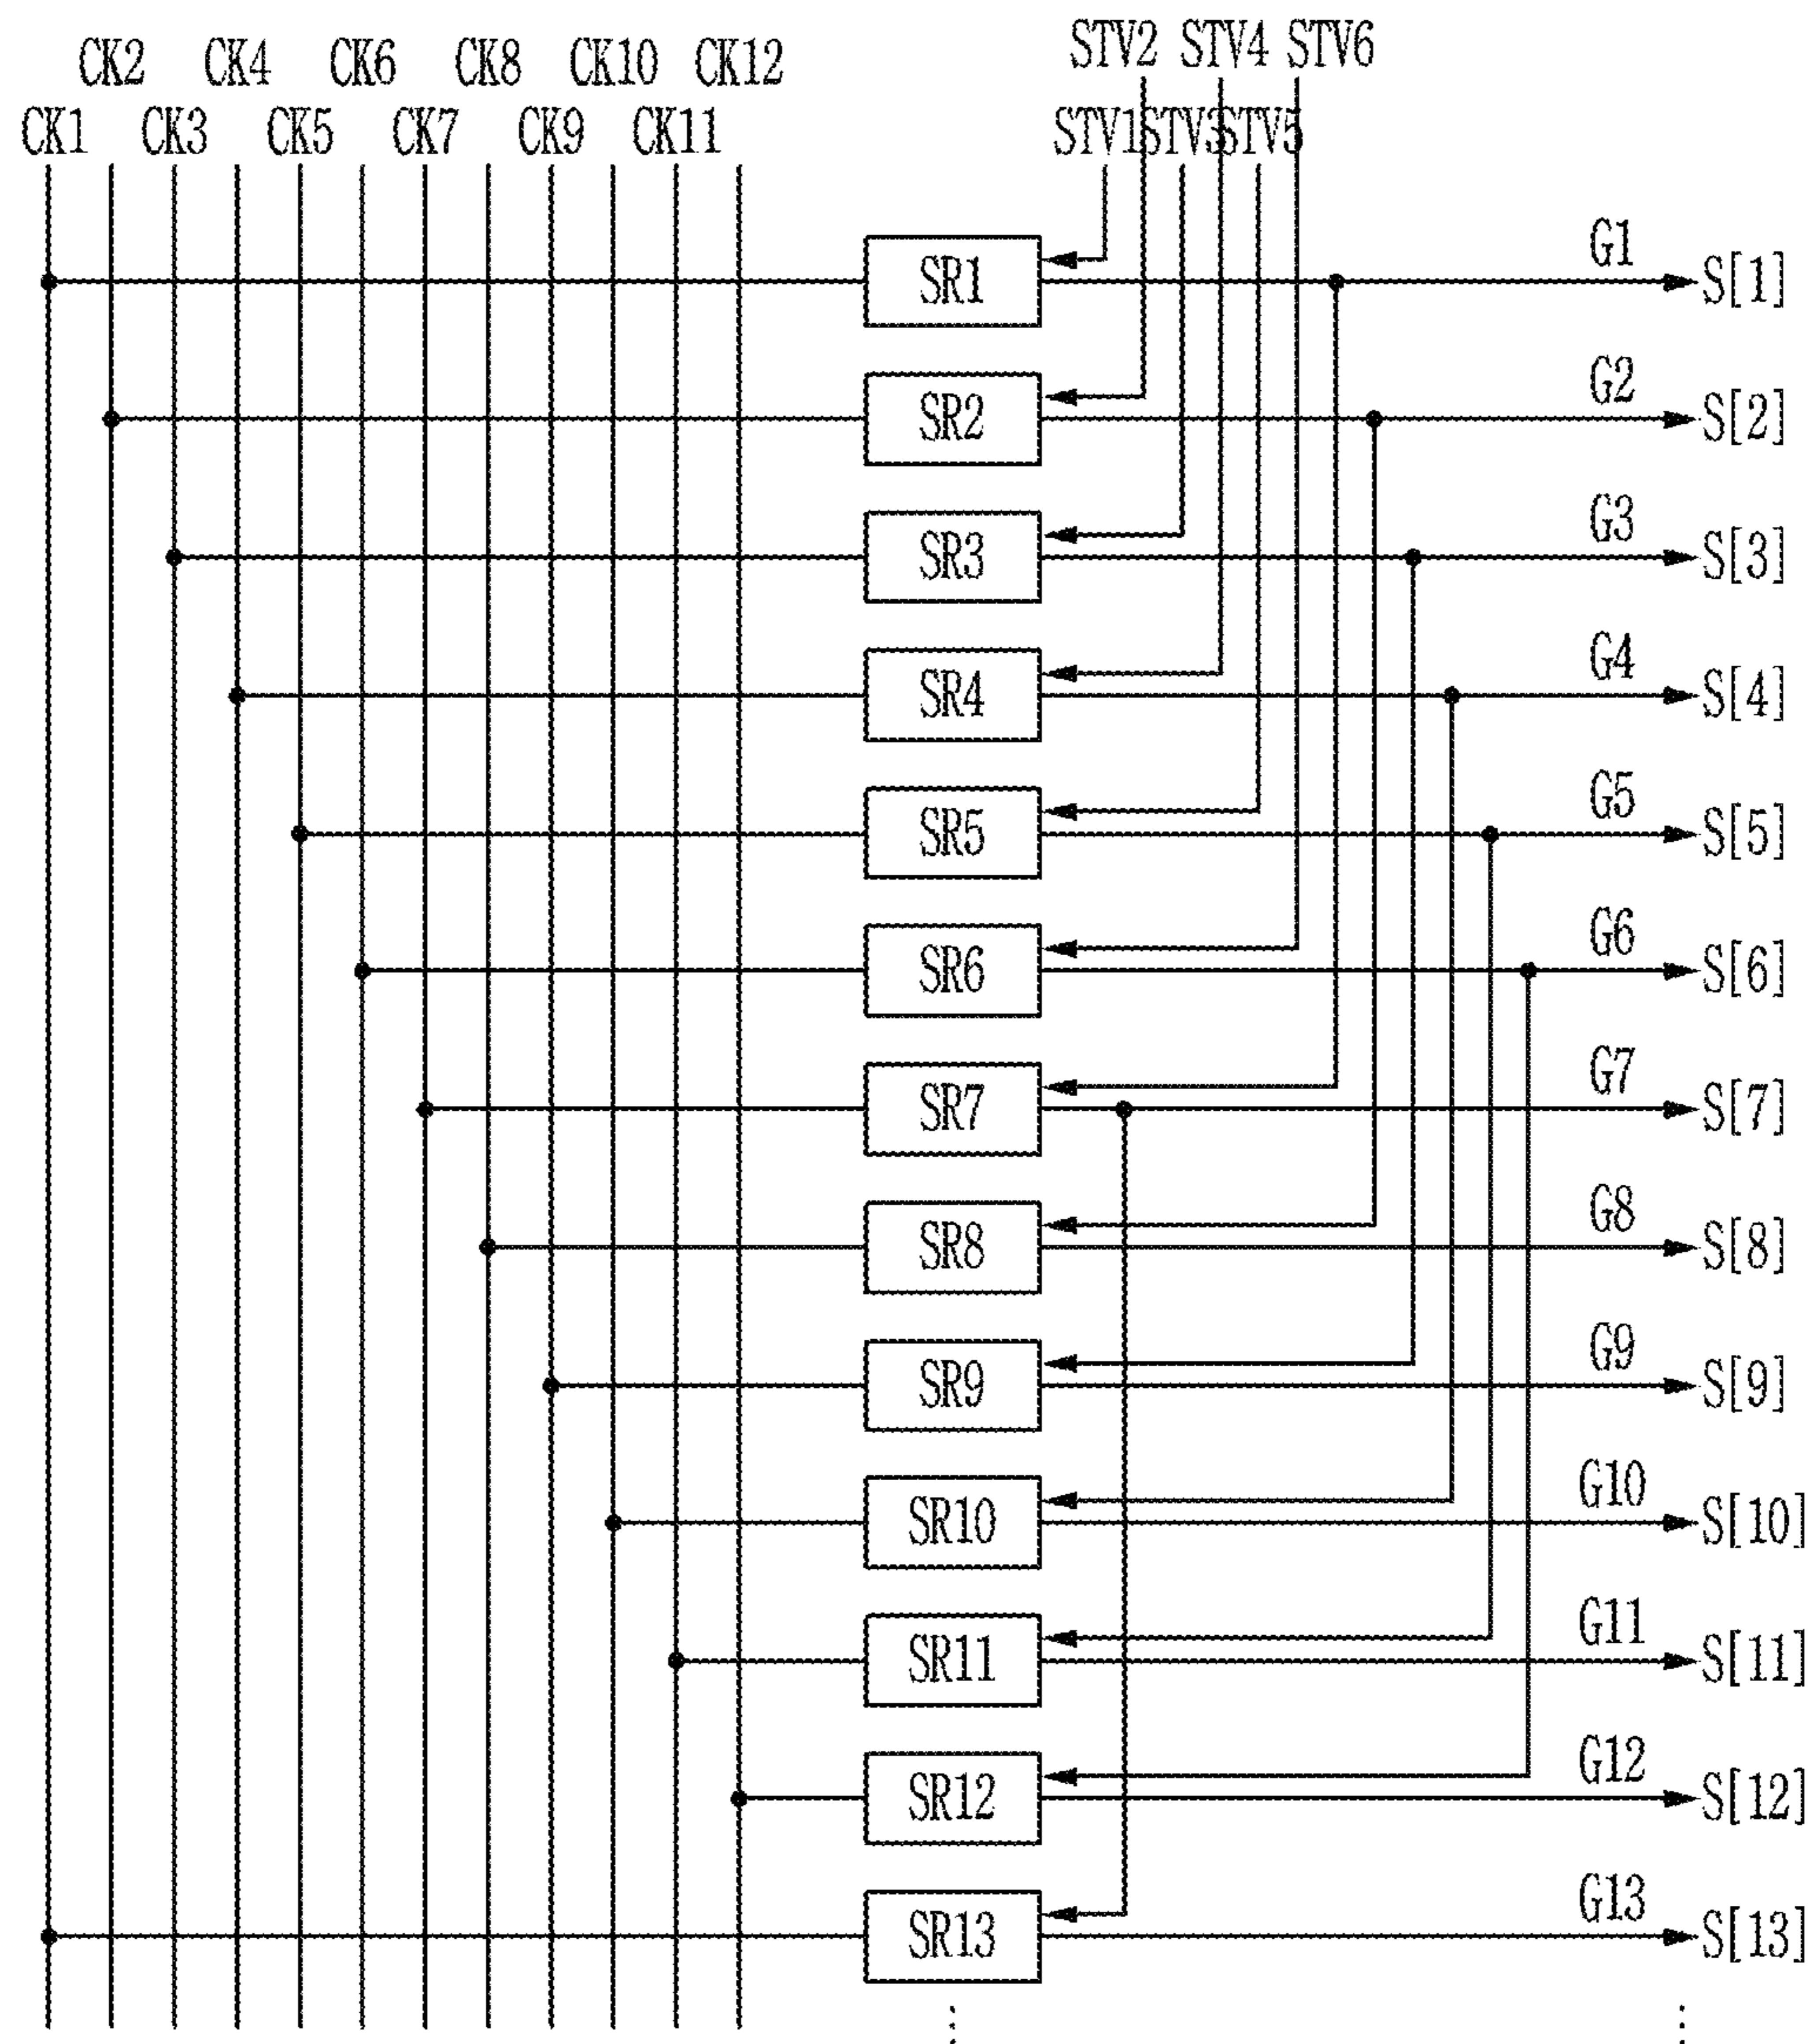 STV2 STV4 STV6
CK2 CK4 CK6 CK8 CK10 CK12
CK1 CK3 CK5 CK7 CK9 CK11 STV1 STV3 STV5
G1
SR1 S[1]
G2
SR2 S[2]
G3
SR3 S[3]
G4
SR4 S[4]
G5
SR5 S[5]
G6
SR6 S[6]
G7
SR7 S[7]
G8
SR8 S[8]
G9
SR9 S[9]
G10
SR10 S[10]
G11
SR11 S[11]
G12
SR12 S[12]
G13
SR13 S[13]